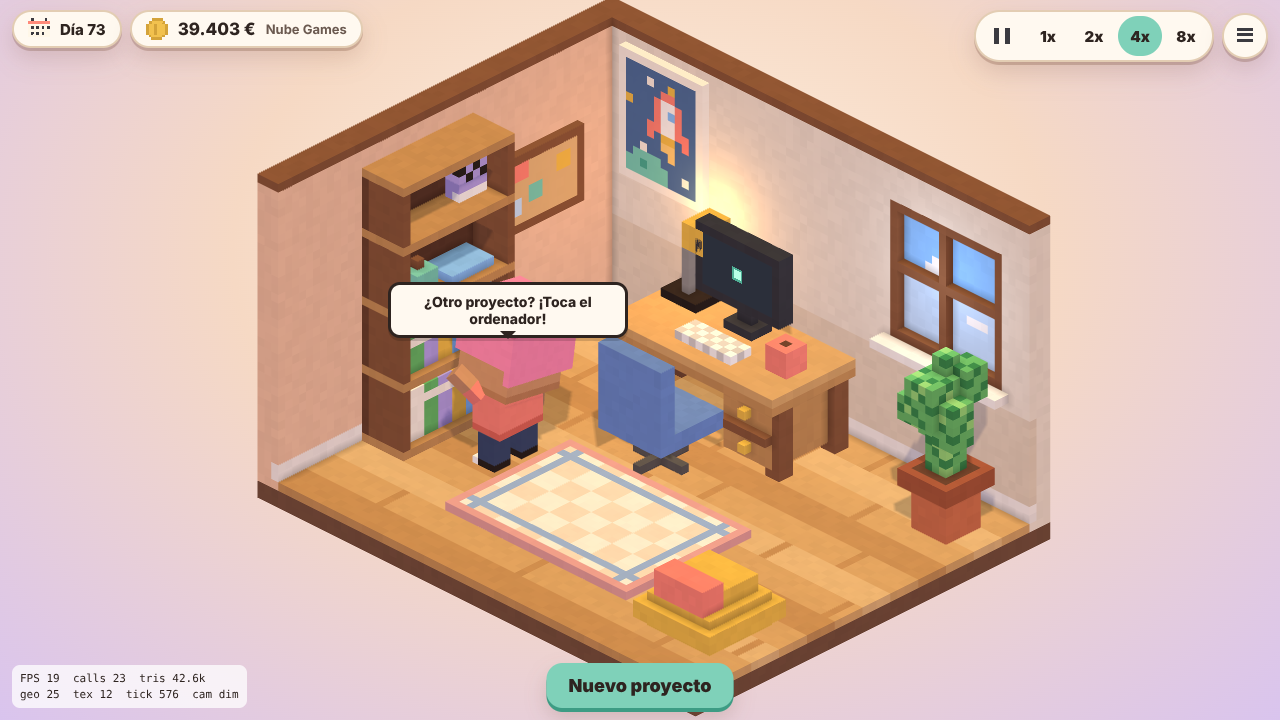 Día 73
39.403 € Nube Games
1x 2x 4x 8x
¿Otro proyecto? ¡Toca el
ordenador!
FPS 19 calls 23 tris 42.6k
geo 25 tex 12 tick 576 cam dim
Nuevo proyecto